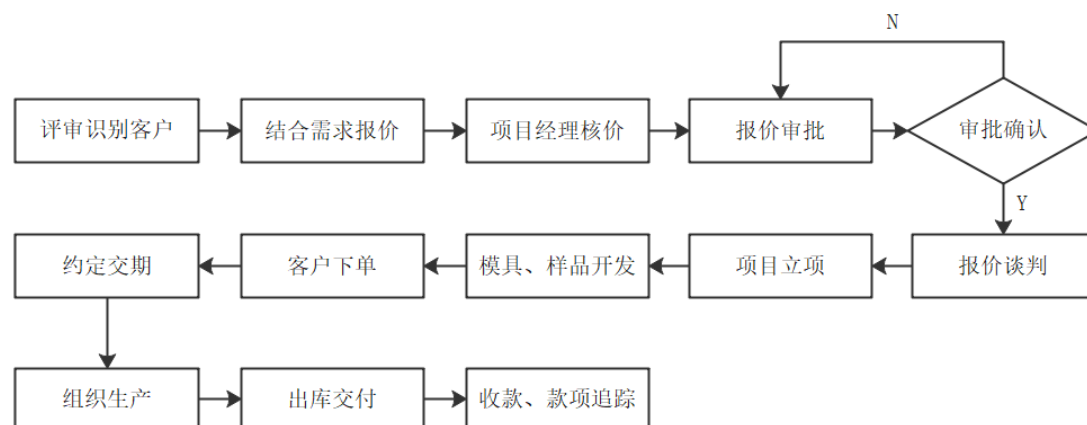 N
评审识别客户
结合需求报价
项目经理核价
报价审批
审批确认
Y
约定交期
客户下单
模具、样品开发
项目立项
报价谈判
组织生产
出库交付
收款、款项追踪